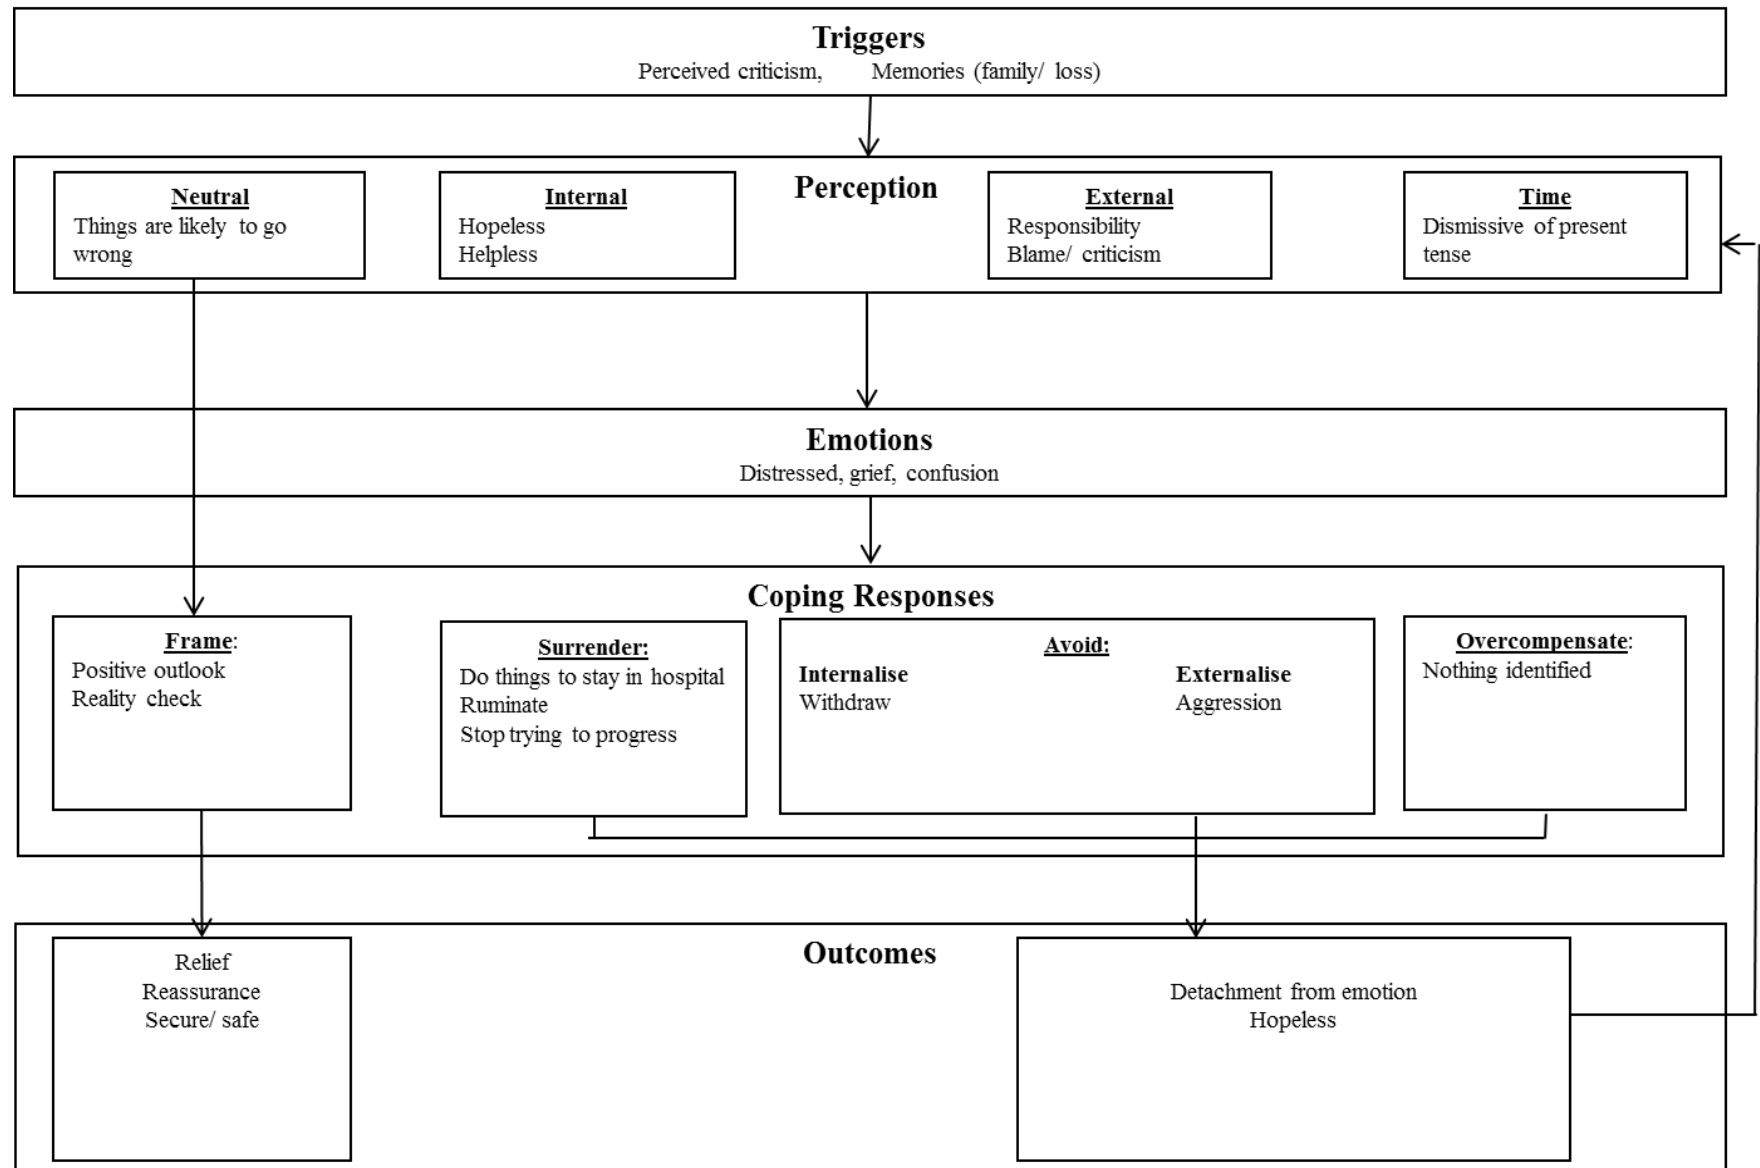 Triggers
Perceived criticism, Memories (family/ loss)
Perception
Neutral
Things are likely to go
wrong
Internal
Hopeless
Helpless
External
Responsibility
Blame/ criticism
Time
Dismissive of present
tense
Emotions
Distressed, grief, confusion
Coping Responses
Frame:
Positive outlook
Reality check
Surrender:
Do things to stay in hospital
Ruminate
Stop trying to progress
Avoid:
Internalise
Withdraw
Externalise
Aggression
Overcompensate:
Nothing identified
Outcomes
Relief
Reassurance
Secure/ safe
Detachment from emotion
Hopeless